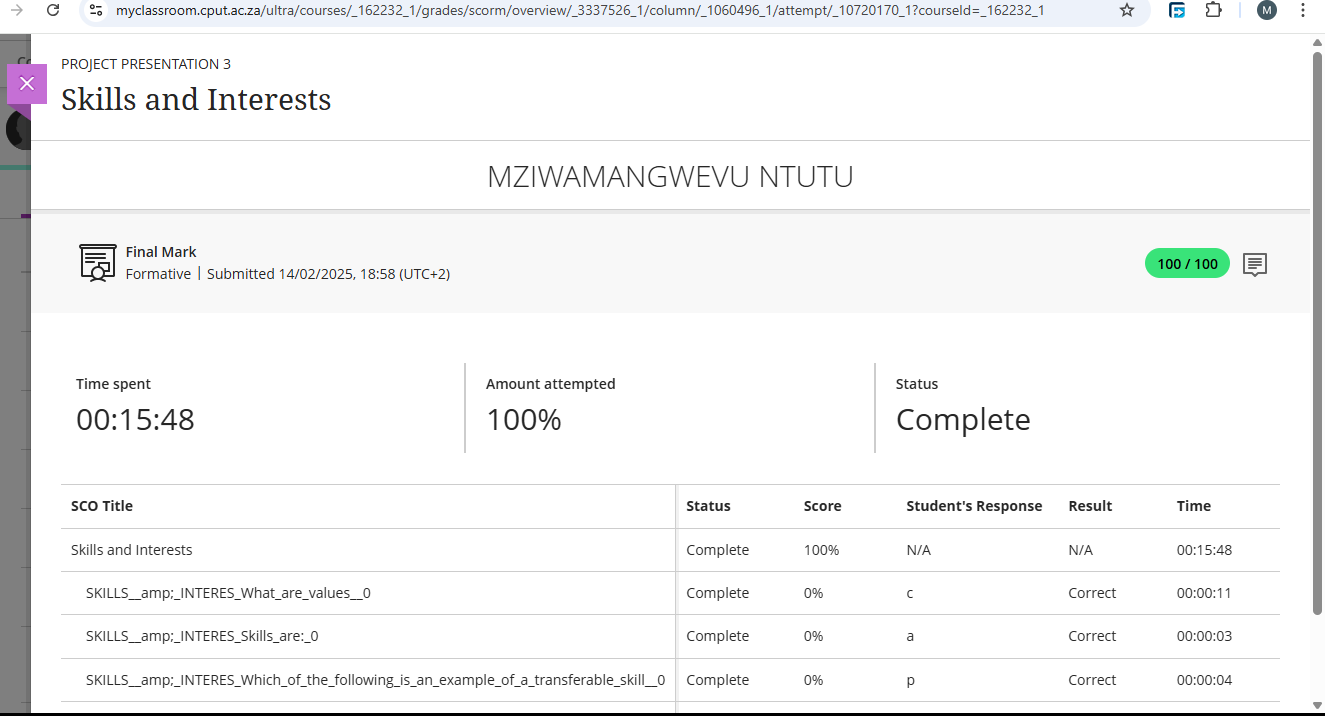 myclassroom.cput.ac.za/ultra/courses/_162232_1/grades/scorm/overview/_3337526_1/column/_1060496_1/attempt/_10720170_1?courseId=_162232_1
M
PROJECT PRESENTATION 3
Skills and Interests
MZIWAMANGWEVU NTUTU
Final Mark
Formative | Submitted 14/02/2025, 18:58 (UTC+2)
100 / 100
Time spent Amount attempted Status
00:15:48 100% Complete
SCO Title Status Score Student's Response Result Time
Skills and Interests Complete 100% N/A N/A 00:15:48
SKILLS__amp;_INTERES_What_are_values__0 Complete 0% c Correct 00:00:11
SKILLS__amp;_INTERES_Skills_are:_0 Complete 0% a Correct 00:00:03
SKILLS__amp;_INTERES_Which_of_the_following_is_an_example_of_a_transferable_skill__0 Complete 0% p Correct 00:00:04